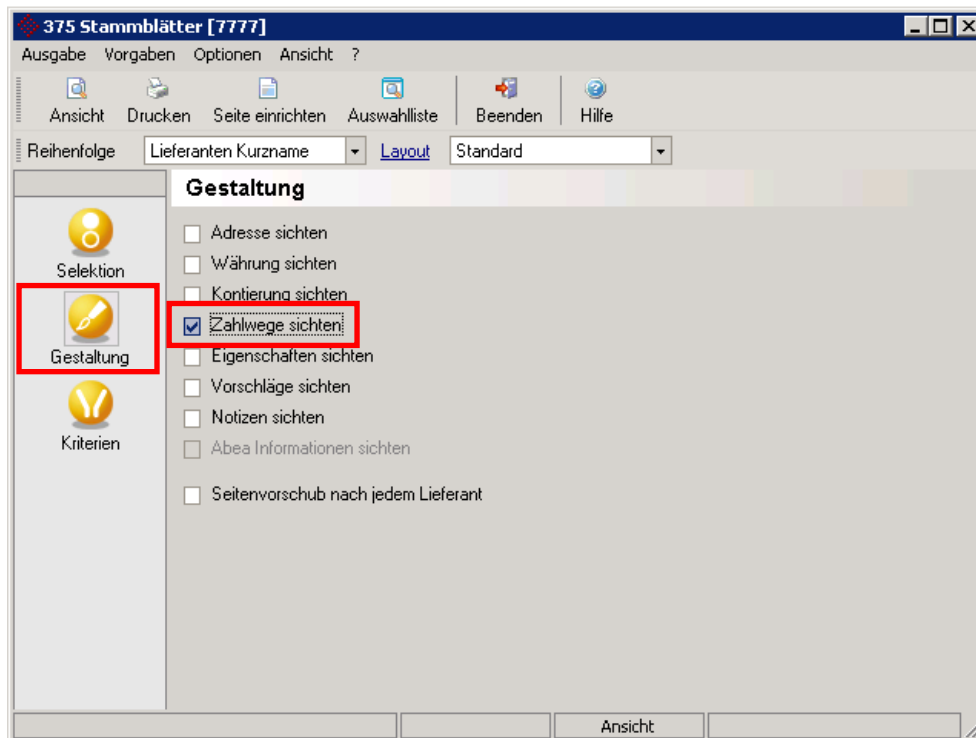 375 Stammblätter [7777]
Ausgabe Vorgaben Optionen Ansicht ?
Ansicht Drucken Seite einrichten Auswahlliste Beenden Hilfe
Reihenfolge Lieferanten Kurzname Layout Standard
Gestaltung
Selektion
Gestaltung
Kriterien
Adresse sichten
Währung sichten
Kontierung sichten
Zahlwege sichten
Eigenschaften sichten
Vorschläge sichten
Notizen sichten
Abea Informationen sichten
Seitenvorschub nach jedem Lieferant
Ansicht